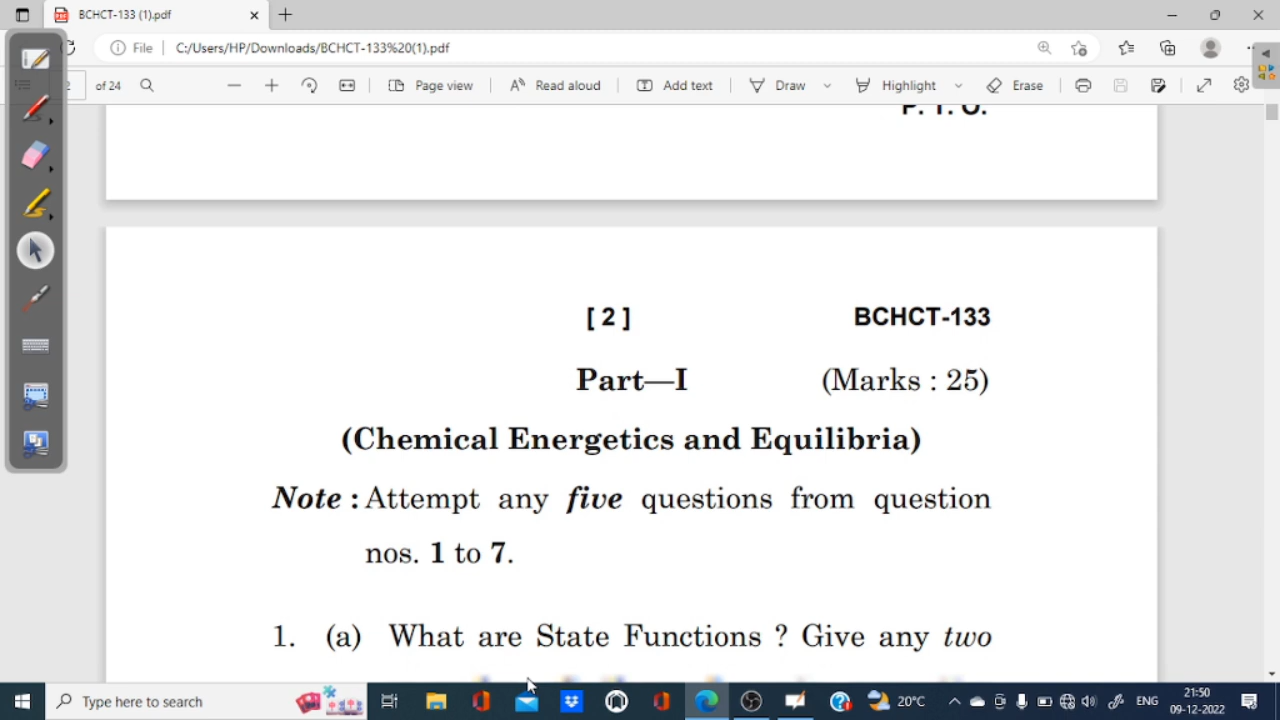 BCHCT-133 (1).pdf
File C:/Users/HP/Downloads/BCHCT-133%20(1).pdf
2 of 24 Page view Read aloud Add text Draw Highlight Erase
P. T. O.
[ 2 ] BCHCT-133
Part—I (Marks : 25)
(Chemical Energetics and Equilibria)
Note : Attempt any five questions from question
nos. 1 to 7.
1. (a) What are State Functions ? Give any two
Type here to search 20°C ENG 21:50
09-12-2022